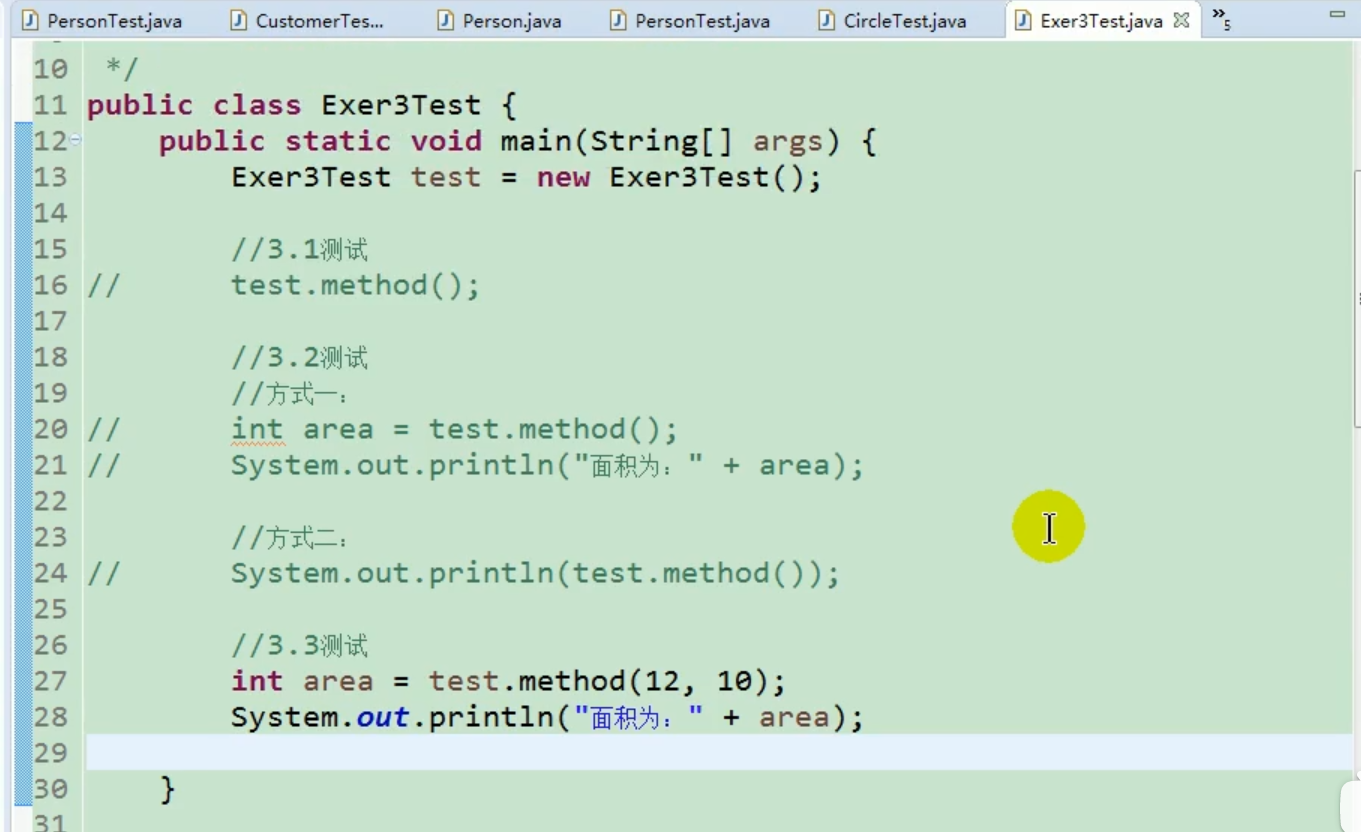 PersonTest.java CustomerTes... Person.java PersonTest.java CircleTest.java Exer3Test.java »5
10 */
11 public class Exer3Test {
12 public static void main(String[] args) {
13 Exer3Test test = new Exer3Test();
14
15 //3.1测试
16 // test.method();
17
18 //3.2测试
19 //方式一：
20 // int area = test.method();
21 // System.out.println("面积为：" + area);
22
23 //方式二：
24 // System.out.println(test.method());
25
26 //3.3测试
27 int area = test.method(12, 10);
28 System.out.println("面积为：" + area);
29
30 }
31